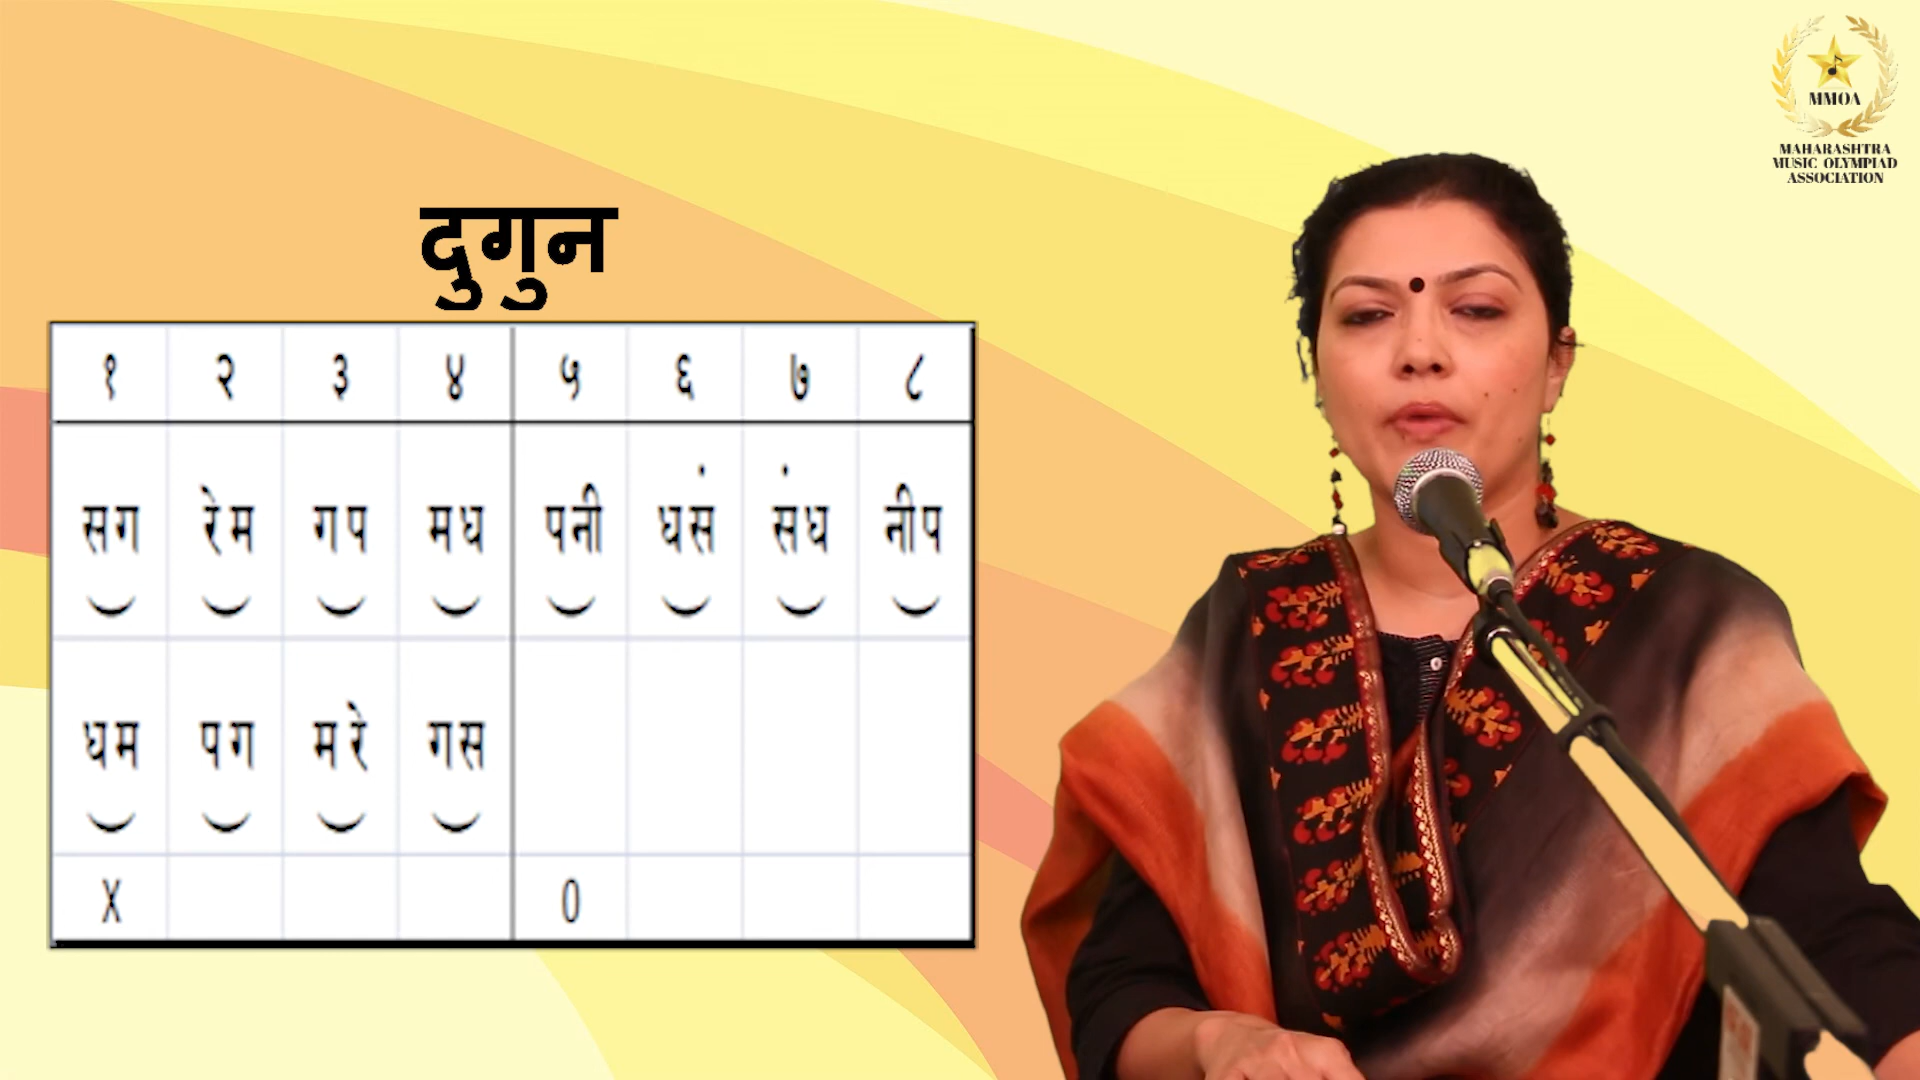 MMOA
MAHARASHTRA
MUSIC OLYMPIAD
ASSOCIATION
दुगुन
१ २ ३ ४ ५ ६ ७ ८
सग रेम गप मध पनी धसं संध नीप
धम पग मरे गस
X 0